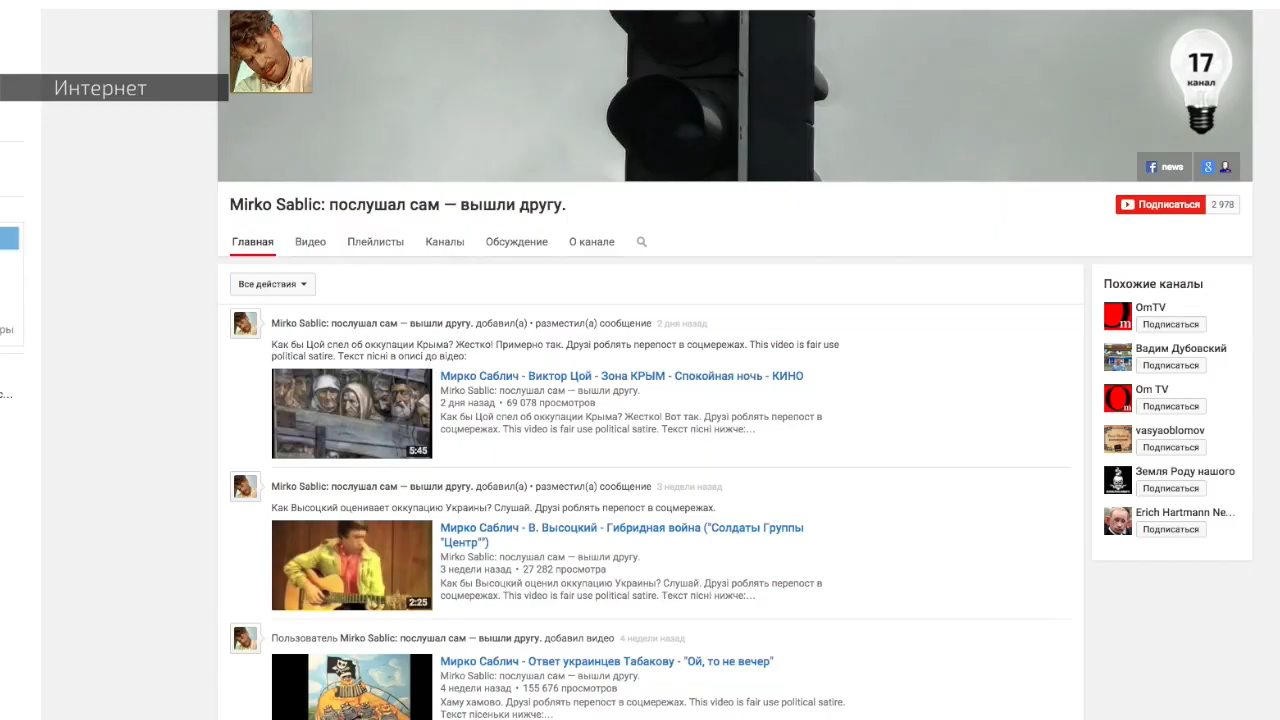 Интернет
17
канал
news
Mirko Sablic: послушал сам — вышли другу.
Подписаться 2 978
Главная Видео Плейлисты Каналы Обсуждение О канале
Все действия
Mirko Sablic: послушал сам — вышли другу. добавил(а) • разместил(а) сообщение 2 дня назад
Как бы Цой спел об оккупации Крыма? Жестко! Примерно так. Друзі роблять перепост в соцмережах. This video is fair use
political satire. Текст пісні в описі до відео:
Мирко Саблич - Виктор Цой - Зона КРЫМ - Спокойная ночь - КИНО
Mirko Sablic: послушал сам — вышли другу.
2 дня назад • 69 078 просмотров
Как бы Цой спел об оккупации Крыма? Жестко! Вот так. Друзі роблять перепост в
соцмережах. This video is fair use political satire. Текст пісні нижче:...
5:45
Mirko Sablic: послушал сам — вышли другу. добавил(а) • разместил(а) сообщение 3 недели назад
Как Высоцкий оценивает оккупацию Украины? Слушай. Друзі роблять перепост в соцмережах.
Мирко Саблич - В. Высоцкий - Гибридная война ("Солдаты Группы
"Центр"")
Mirko Sablic: послушал сам — вышли другу.
3 недели назад • 27 282 просмотра
Как бы Высоцкий оценил оккупацию Украины? Слушай. Друзі роблять перепост в
соцмережах. This video is fair use political satire. Текст пісні нижче:...
2:25
Пользователь Mirko Sablic: послушал сам — вышли другу. добавил видео 4 недели назад
Мирко Саблич - Ответ украинцев Табакову - "Ой, то не вечер"
Mirko Sablic: послушал сам — вышли другу.
4 недели назад • 155 676 просмотров
Хаму хамово. Друзі роблять перепост в соцмережах. This video is fair use political satire.
Текст пісеньки нижче:...
Похожие каналы
OmTV
Подписаться
Вадим Дубовский
Подписаться
Om TV
Подписаться
vasyaoblomov
Подписаться
Земля Роду нашого
Подписаться
Erich Hartmann Ne...
Подписаться
ры
с...